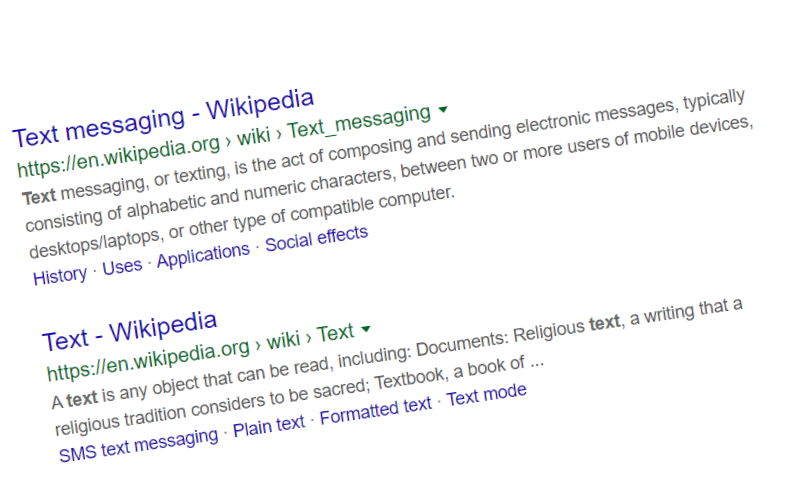 Text messaging - Wikipedia
https://en.wikipedia.org › wiki › Text_messaging
Text messaging, or texting, is the act of composing and sending electronic messages, typically
consisting of alphabetic and numeric characters, between two or more users of mobile devices,
desktops/laptops, or other type of compatible computer.
History · Uses · Applications · Social effects
Text - Wikipedia
https://en.wikipedia.org › wiki › Text
A text is any object that can be read, including: Documents: Religious text, a writing that a
religious tradition considers to be sacred; Textbook, a book of ...
SMS text messaging · Plain text · Formatted text · Text mode